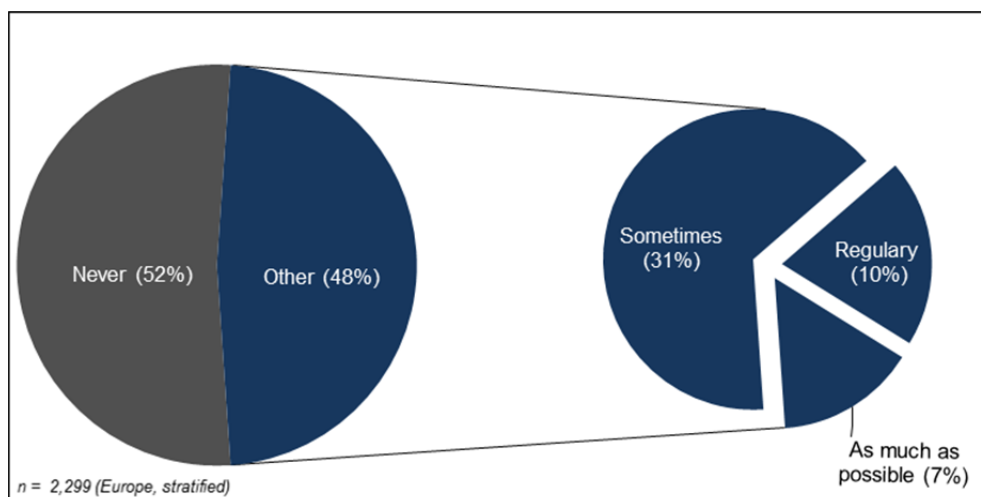 Never (52%)
Other (48%)
Sometimes
(31%)
Regulary
(10%)
As much as
possible (7%)
n = 2,299 (Europe, stratified)